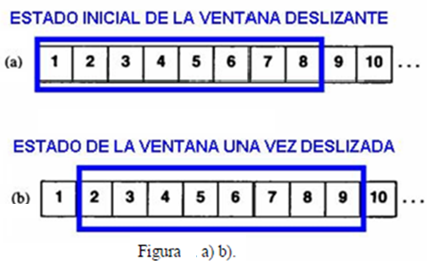 ESTADO INICIAL DE LA VENTANA DESLIZANTE
(a) 1 2 3 4 5 6 7 8 9 10 ...
ESTADO DE LA VENTANA UNA VEZ DESLIZADA
(b) 1 2 3 4 5 6 7 8 9 10 ...
Figura . a) b).